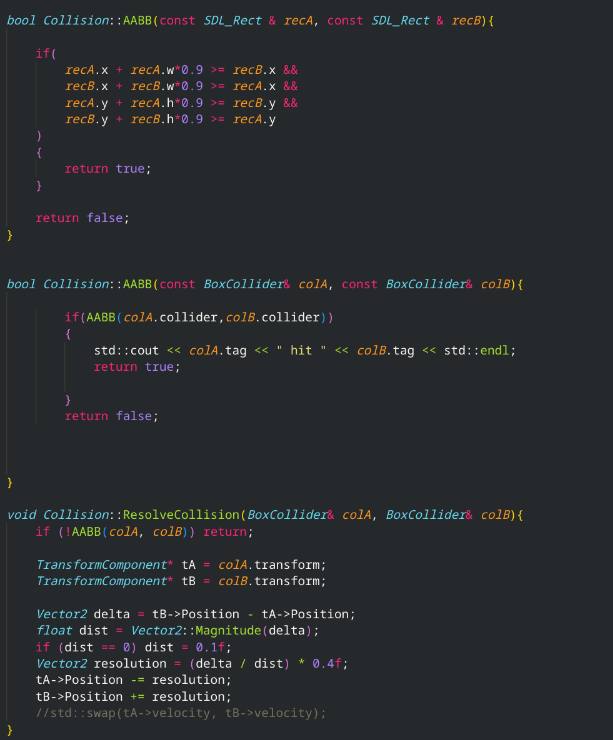 bool Collision::AABB(const SDL_Rect & recA, const SDL_Rect & recB){
if(
recA.x + recA.w*0.9 >= recB.x &&
recB.x + recB.w*0.9 >= recA.x &&
recA.y + recA.h*0.9 >= recB.y &&
recB.y + recB.h*0.9 >= recA.y
)
{
return true;
}
return false;
}
bool Collision::AABB(const BoxCollider& colA, const BoxCollider& colB){
if(AABB(colA.collider,colB.collider))
{
std::cout << colA.tag << " hit " << colB.tag << std::endl;
return true;
}
return false;
}
void Collision::ResolveCollision(BoxCollider& colA, BoxCollider& colB){
if (!AABB(colA, colB)) return;
TransformComponent* tA = colA.transform;
TransformComponent* tB = colB.transform;
Vector2 delta = tB->Position - tA->Position;
float dist = Vector2::Magnitude(delta);
if (dist == 0) dist = 0.1f;
Vector2 resolution = (delta / dist) * 0.4f;
tA->Position -= resolution;
tB->Position += resolution;
//std::swap(tA->velocity, tB->velocity);
}